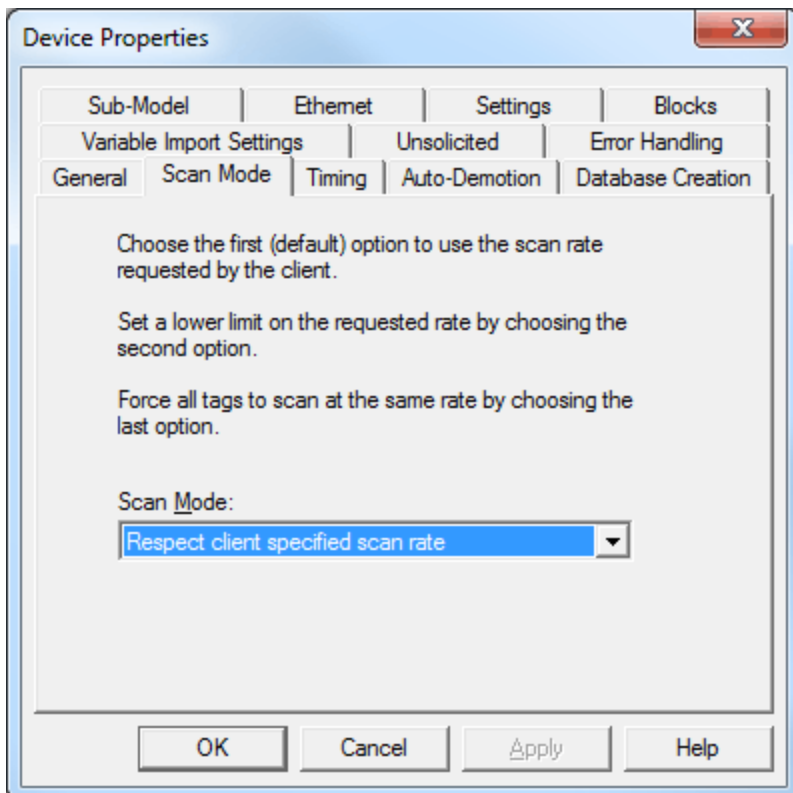 Device Properties
Sub-Model Ethernet Settings Blocks
Variable Import Settings Unsolicited Error Handling
General Scan Mode Timing Auto-Demotion Database Creation
Choose the first (default) option to use the scan rate
requested by the client.
Set a lower limit on the requested rate by choosing the
second option.
Force all tags to scan at the same rate by choosing the
last option.
Scan Mode:
Respect client specified scan rate
OK Cancel Apply Help